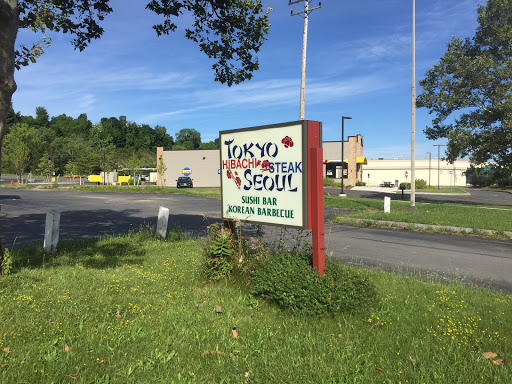 TOKYO
HIBACHI STEAK
SEOUL
SUSHI BAR
KOREAN BARBECUE